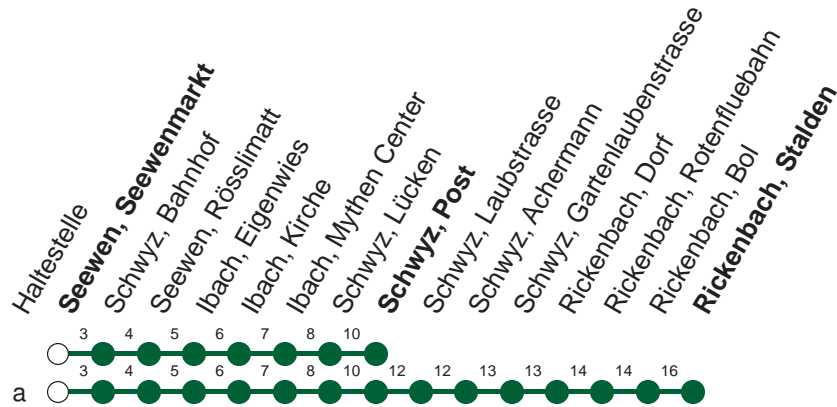 Haltestelle
Seewen, Seewenmarkt
Schwyz, Bahnhof
Seewen, Rösslimatt
Ibach, Eigenwies
Ibach, Kirche
Ibach, Mythen Center
Schwyz, Lücken
Schwyz, Post
Schwyz, Laubstrasse
Schwyz, Achermann
Schwyz, Gartenlaubenstrasse
Rickenbach, Dorf
Rickenbach, Rotenfluebahn
Rickenbach, Bol
Rickenbach, Stalden
3 4 5 6 7 8 10
a 3 4 5 6 7 8 10 12 12 13 13 14 14 16